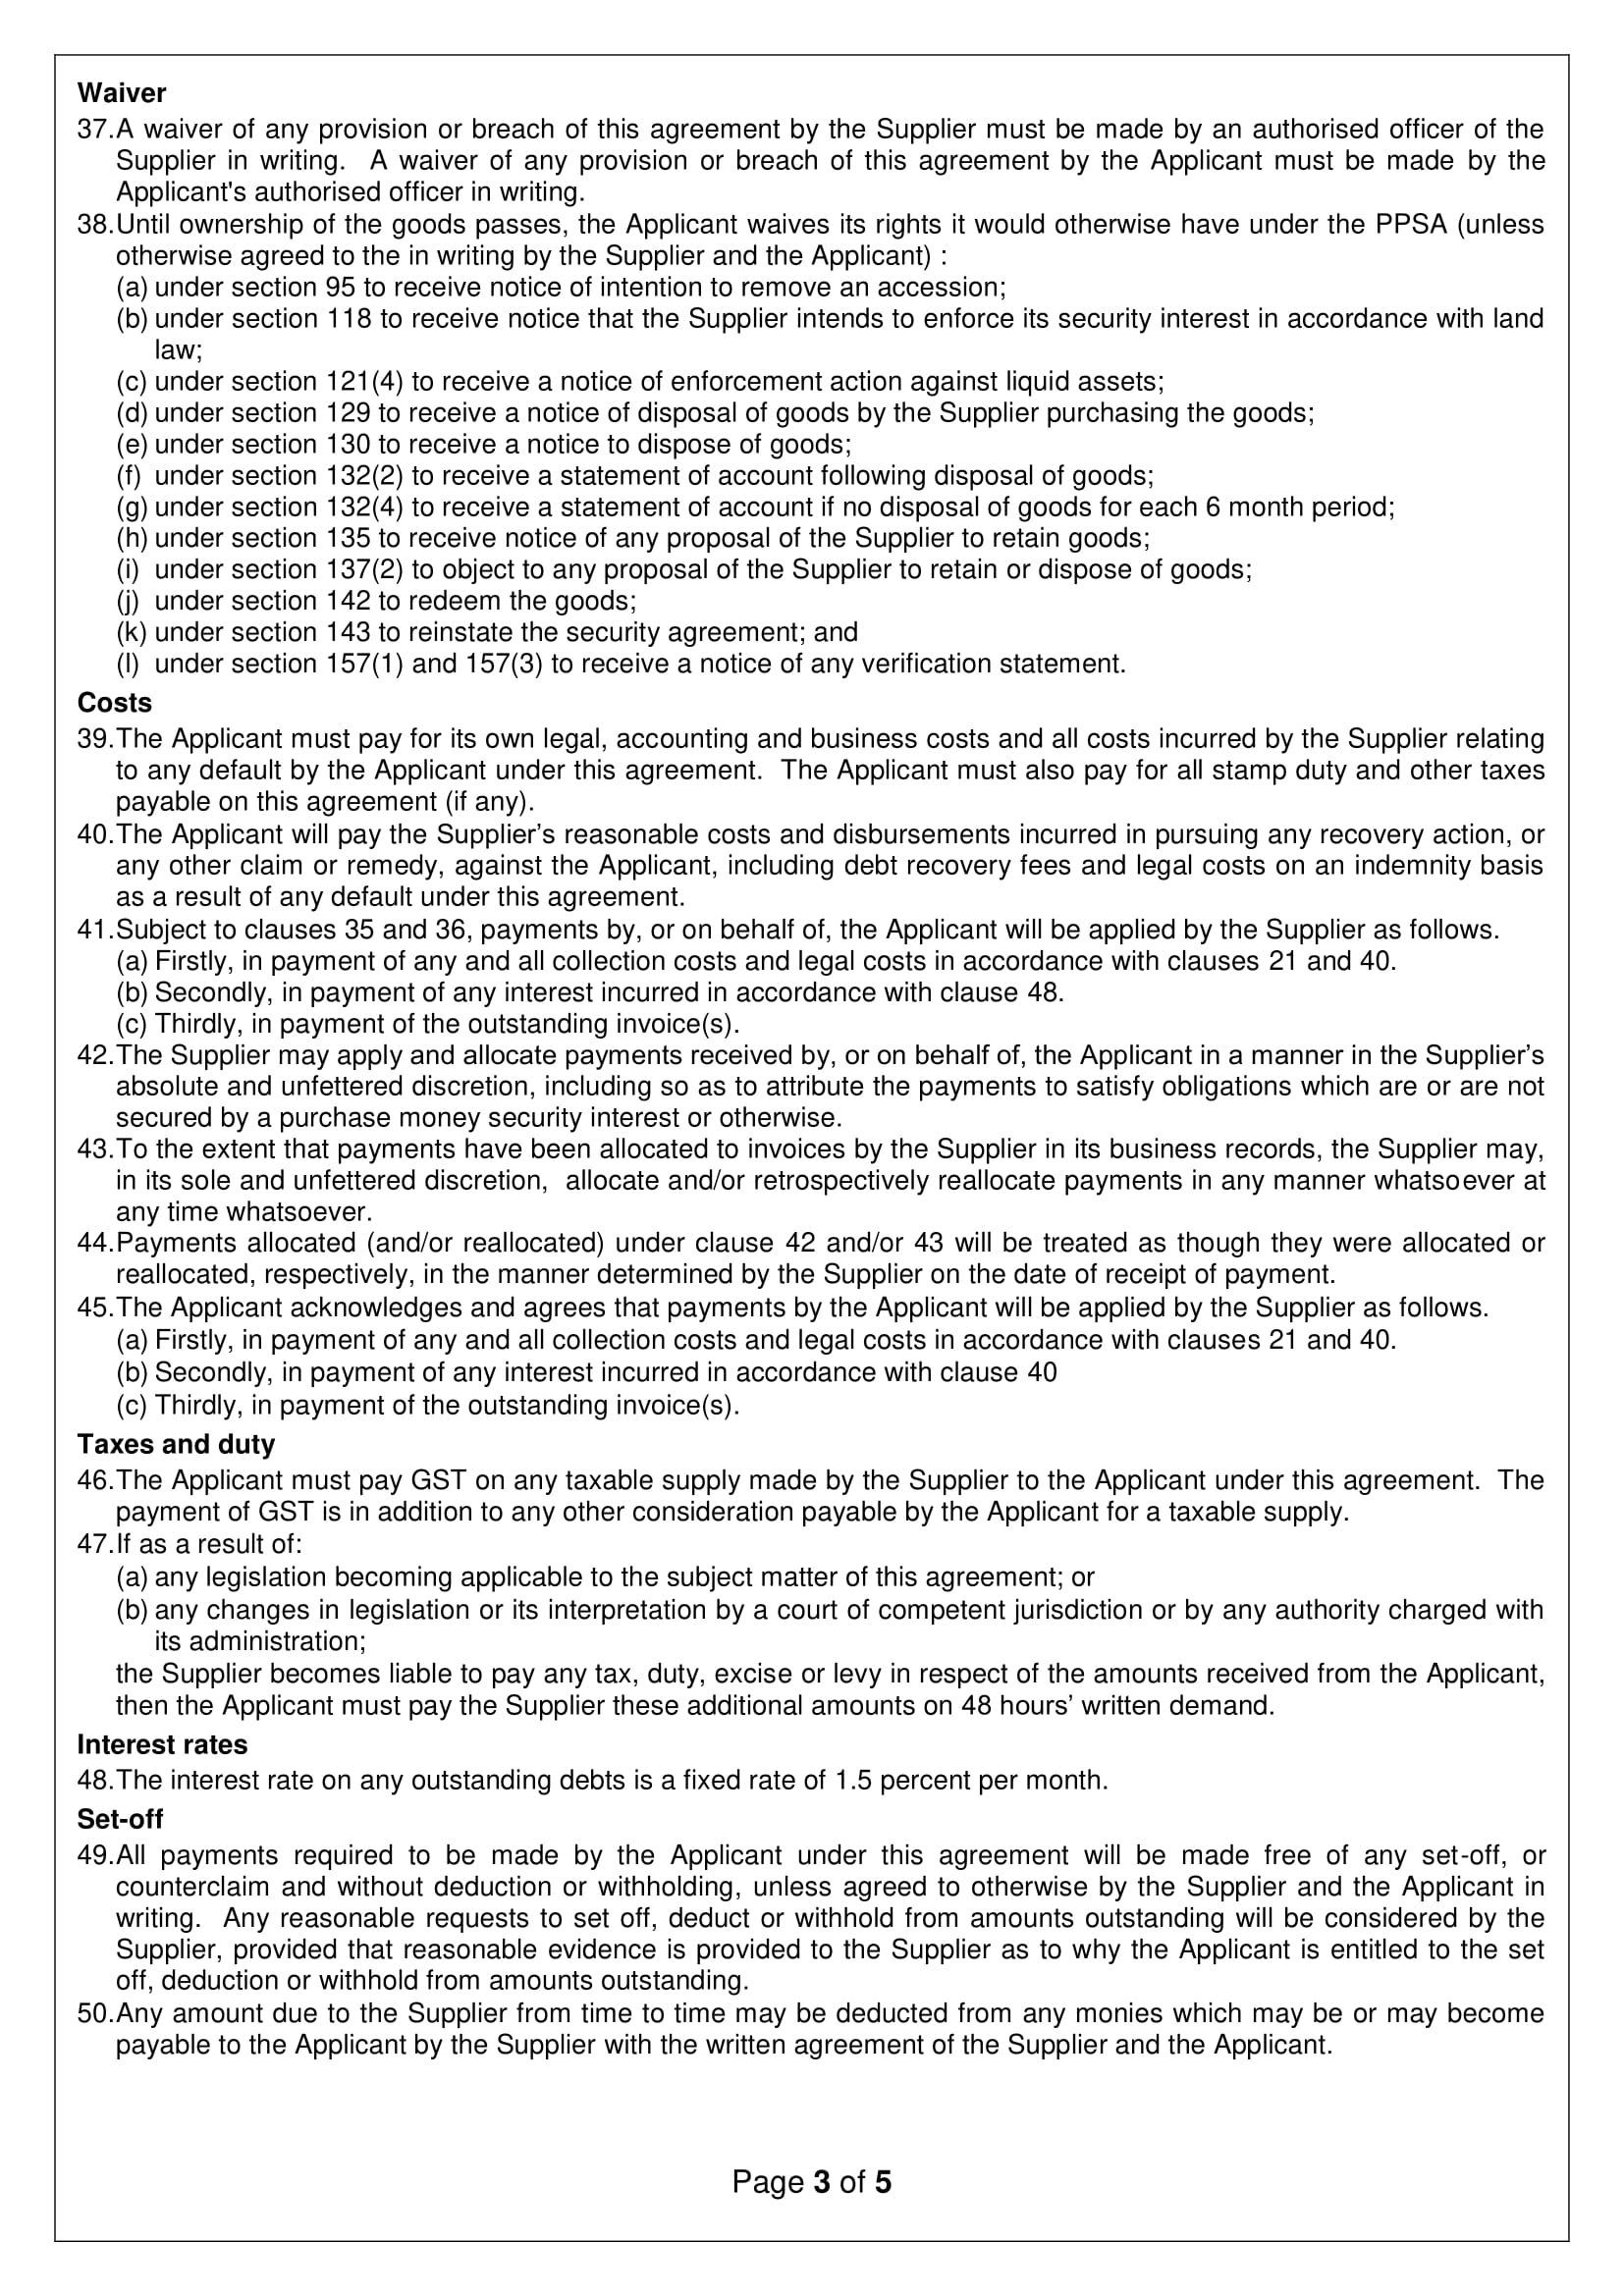 Waiver
37.A waiver of any provision or breach of this agreement by the Supplier must be made by an authorised officer of the
Supplier in writing.  A waiver of any provision or breach of this agreement by the Applicant must be made by the
Applicant's authorised officer in writing.
38.Until ownership of the goods passes, the Applicant waives its rights it would otherwise have under the PPSA (unless
otherwise agreed to the in writing by the Supplier and the Applicant) :
(a) under section 95 to receive notice of intention to remove an accession;
(b) under section 118 to receive notice that the Supplier intends to enforce its security interest in accordance with land
law;
(c) under section 121(4) to receive a notice of enforcement action against liquid assets;
(d) under section 129 to receive a notice of disposal of goods by the Supplier purchasing the goods;
(e) under section 130 to receive a notice to dispose of goods;
(f) under section 132(2) to receive a statement of account following disposal of goods;
(g) under section 132(4) to receive a statement of account if no disposal of goods for each 6 month period;
(h) under section 135 to receive notice of any proposal of the Supplier to retain goods;
(i) under section 137(2) to object to any proposal of the Supplier to retain or dispose of goods;
(j) under section 142 to redeem the goods;
(k) under section 143 to reinstate the security agreement; and
(l) under section 157(1) and 157(3) to receive a notice of any verification statement.
Costs
39.The Applicant must pay for its own legal, accounting and business costs and all costs incurred by the Supplier relating
to any default by the Applicant under this agreement.  The Applicant must also pay for all stamp duty and other taxes
payable on this agreement (if any).
40.The Applicant will pay the Supplier’s reasonable costs and disbursements incurred in pursuing any recovery action, or
any other claim or remedy, against the Applicant, including debt recovery fees and legal costs on an indemnity basis
as a result of any default under this agreement.
41.Subject to clauses 35 and 36, payments by, or on behalf of, the Applicant will be applied by the Supplier as follows.
(a) Firstly, in payment of any and all collection costs and legal costs in accordance with clauses 21 and 40.
(b) Secondly, in payment of any interest incurred in accordance with clause 48.
(c) Thirdly, in payment of the outstanding invoice(s).
42.The Supplier may apply and allocate payments received by, or on behalf of, the Applicant in a manner in the Supplier’s
absolute and unfettered discretion, including so as to attribute the payments to satisfy obligations which are or are not
secured by a purchase money security interest or otherwise.
43.To the extent that payments have been allocated to invoices by the Supplier in its business records, the Supplier may,
in its sole and unfettered discretion,  allocate and/or retrospectively reallocate payments in any manner whatsoever at
any time whatsoever.
44.Payments allocated (and/or reallocated) under clause 42 and/or 43 will be treated as though they were allocated or
reallocated, respectively, in the manner determined by the Supplier on the date of receipt of payment.
45.The Applicant acknowledges and agrees that payments by the Applicant will be applied by the Supplier as follows.
(a) Firstly, in payment of any and all collection costs and legal costs in accordance with clauses 21 and 40.
(b) Secondly, in payment of any interest incurred in accordance with clause 40
(c) Thirdly, in payment of the outstanding invoice(s).
Taxes and duty
46.The Applicant must pay GST on any taxable supply made by the Supplier to the Applicant under this agreement.  The
payment of GST is in addition to any other consideration payable by the Applicant for a taxable supply.
47.If as a result of:
(a) any legislation becoming applicable to the subject matter of this agreement; or
(b) any changes in legislation or its interpretation by a court of competent jurisdiction or by any authority charged with
its administration;
the Supplier becomes liable to pay any tax, duty, excise or levy in respect of the amounts received from the Applicant,
then the Applicant must pay the Supplier these additional amounts on 48 hours’ written demand.
Interest rates
48.The interest rate on any outstanding debts is a fixed rate of 1.5 percent per month.
Set-off
49.All payments required to be made by the Applicant under this agreement will be made free of any set-off, or
counterclaim and without deduction or withholding, unless agreed to otherwise by the Supplier and the Applicant in
writing.  Any reasonable requests to set off, deduct or withhold from amounts outstanding will be considered by the
Supplier, provided that reasonable evidence is provided to the Supplier as to why the Applicant is entitled to the set
off, deduction or withhold from amounts outstanding.
50.Any amount due to the Supplier from time to time may be deducted from any monies which may be or may become
payable to the Applicant by the Supplier with the written agreement of the Supplier and the Applicant.
Page 3 of 5